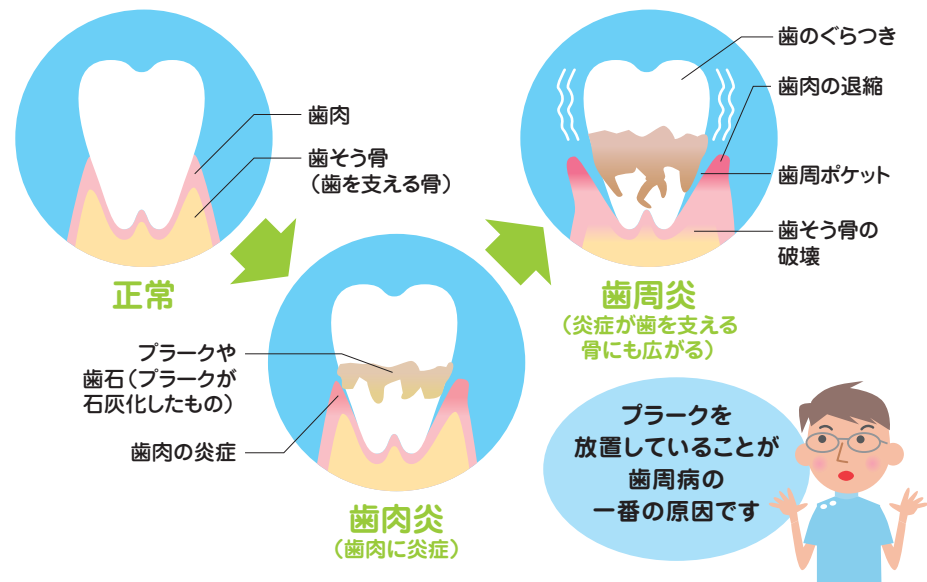 歯肉
歯そう骨
（歯を支える骨）
正常
プラークや
歯石（プラークが
石灰化したもの）
歯肉の炎症
歯肉炎
（歯肉に炎症）
歯のぐらつき
歯肉の退縮
歯周ポケット
歯そう骨の
破壊
歯周炎
（炎症が歯を支える
骨にも広がる）
プラークを
放置していることが
歯周病の
一番の原因です